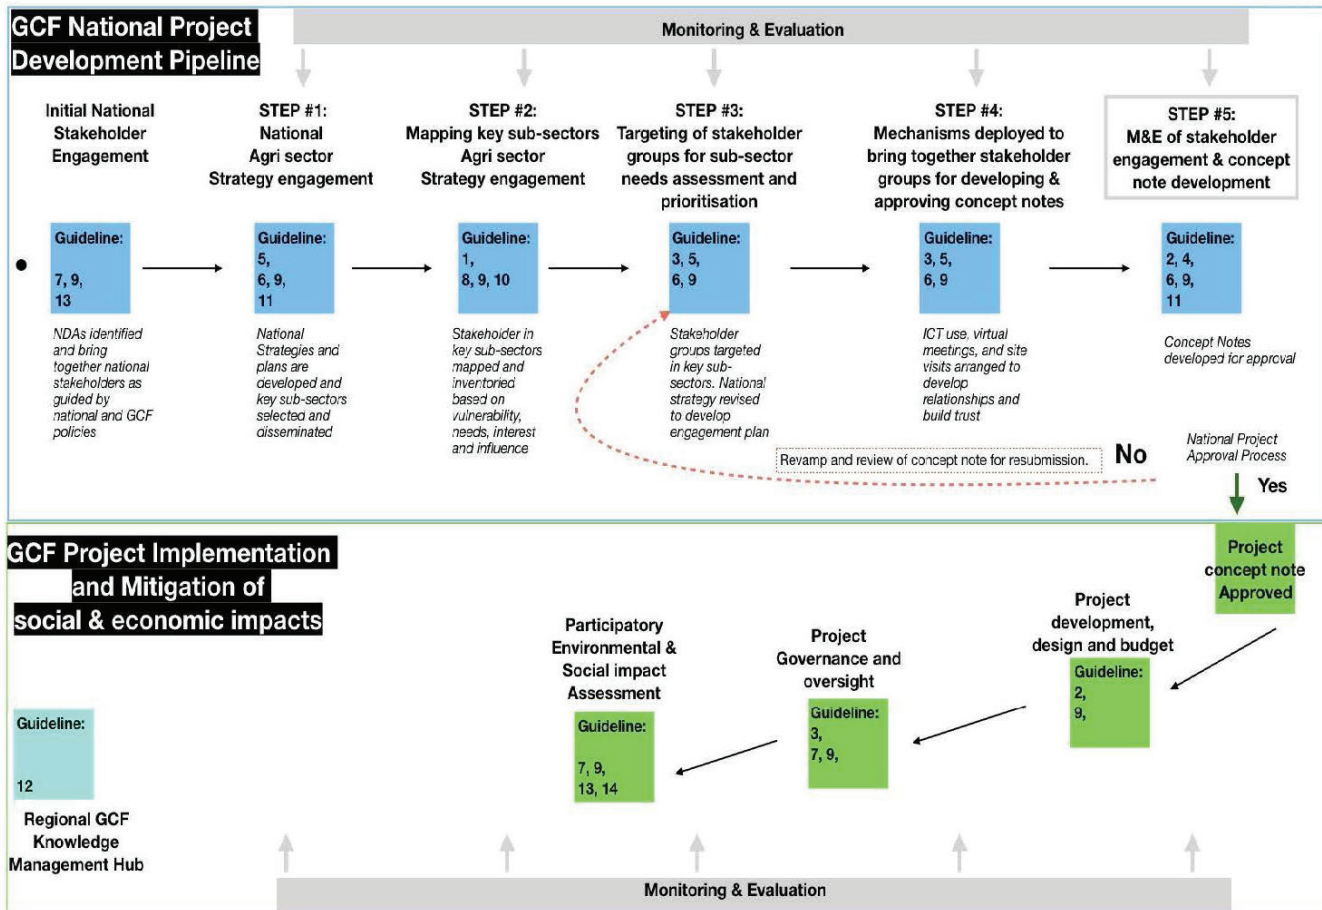 GCF National Project
Development Pipeline
Monitoring & Evaluation
Initial National
Stakeholder
Engagement
STEP #1:
National
Agri sector
Strategy engagement
STEP #2:
Mapping key sub-sectors
Agri sector
Strategy engagement
STEP #3:
Targeting of stakeholder
groups for sub-sector
needs assessment and
prioritisation
STEP #4:
Mechanisms deployed to
bring together stakeholder
groups for developing &
approving concept notes
STEP #5:
M&E of stakeholder
engagement & concept
note development
Guideline:
7, 9,
13
Guideline:
5,
6, 9,
11
Guideline:
1,
8, 9, 10
Guideline:
3, 5,
6, 9
Guideline:
3, 5,
6, 9
Guideline:
2, 4,
6, 9,
11
NDAs identified
and bring
together national
stakeholders as
guided by
national and GCF
policies
National
Strategies and
plans are
developed and
key sub-sectors
selected and
disseminated
Stakeholder in
key sub-sectors
mapped and
inventoried
based on
vulnerability,
needs, interest
and influence
Stakeholder
groups targeted
in key sub-
sectors. National
strategy revised
to develop
engagement plan
ICT use, virtual
meetings, and site
visits arranged to
develop
relationships and
build trust
Concept Notes
developed for approval
Revamp and review of concept note for resubmission.
No
National Project
Approval Process
Yes
GCF Project Implementation
and Mitigation of
social & economic impacts
Project
concept note
Approved
Project
development,
design and budget
Guideline:
2,
9,
Project
Governance and
oversight
Guideline:
3,
7, 9,
Participatory
Environmental &
Social impact
Assessment
Guideline:
7, 9,
13, 14
Guideline:
12
Regional GCF
Knowledge
Management Hub
Monitoring & Evaluation